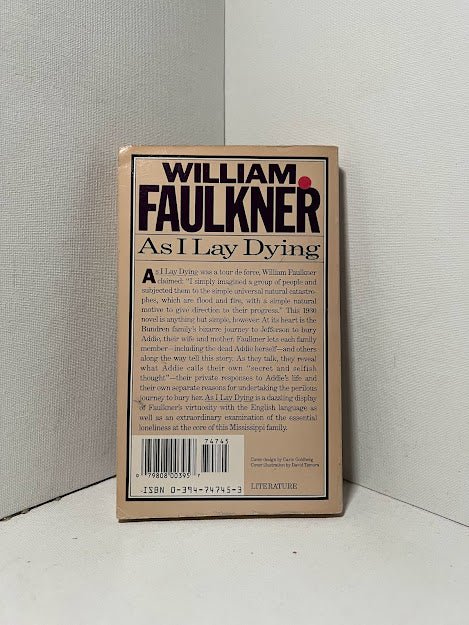 WILLIAM
FAULKNER
As I Lay Dying
As I Lay Dying was a tour de force, William Faulkner
claimed: "I simply imagined a group of people and
subjected them to the simple universal natural catastro-
phes, which are flood and fire, with a simple natural
motive to give direction to their progress." This 1930
novel is anything but simple, however. At its heart is the
Bundren family's bizarre journey to Jefferson to bury
Addie, their wife and mother. Faulkner lets each family
member—including the dead Addie herself—and others
along the way tell this story. As they talk, they reveal
what Addie calls their own "secret and selfish
thought"—their private responses to Addie's life and
their own separate reasons for undertaking the perilous
journey to bury her. As I Lay Dying is a dazzling display
of Faulkner's virtuosity with the English language as
well as an extraordinary examination of the essential
loneliness at the core of this Mississippi family.
74745
0 79808 00395 7
ISBN 0-394-74745-3
Cover design by Carin Goldberg
Cover illustration by David Tamura
LITERATURE